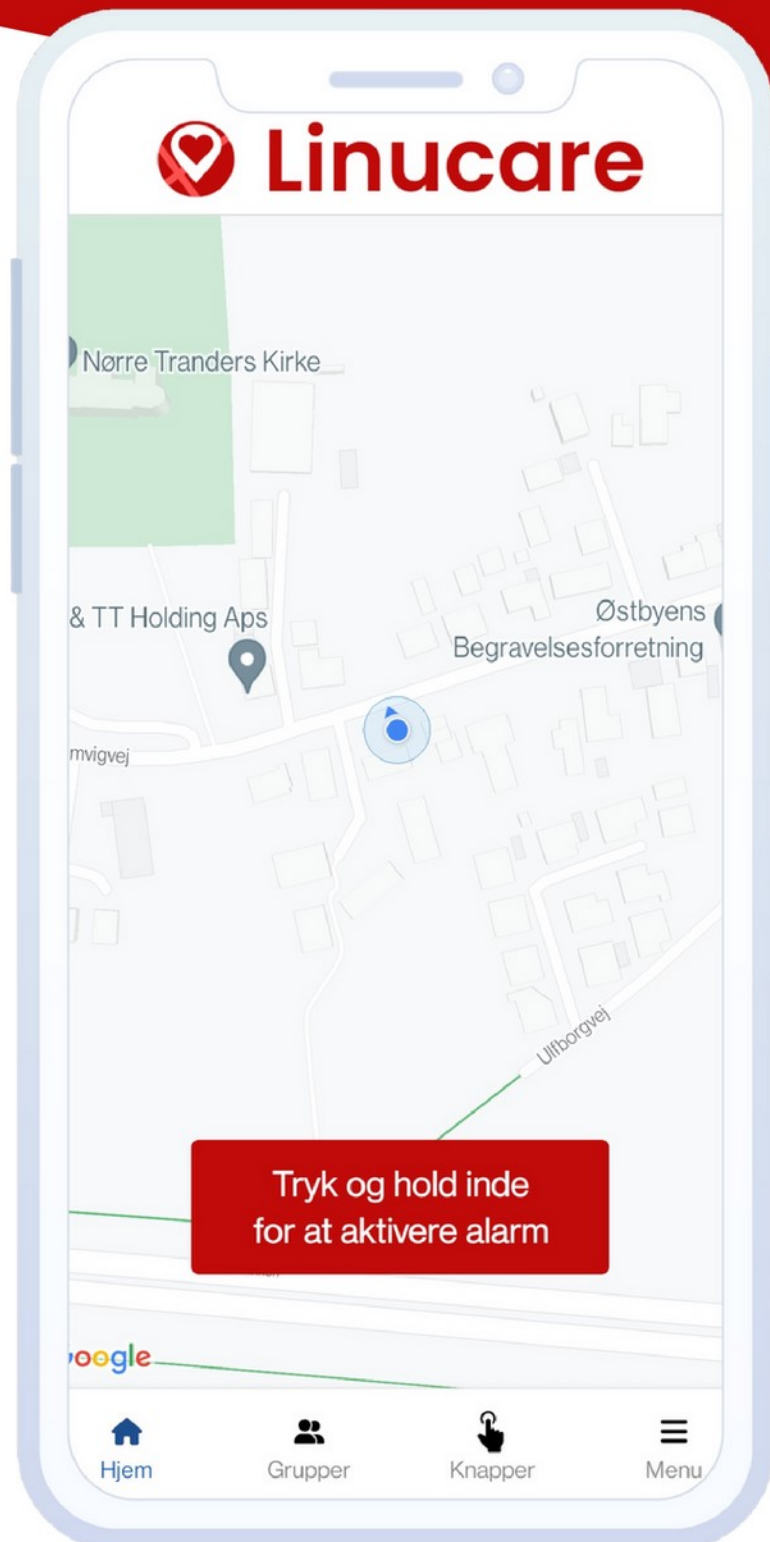 Linucare
Nørre Tranders Kirke
& TT Holding Aps
Østbyens
Begravelsesforretning
mvigvej
Ulfborgvej
Tryk og hold inde
for at aktivere alarm
oogle
Hjem
Grupper
Knapper
Menu